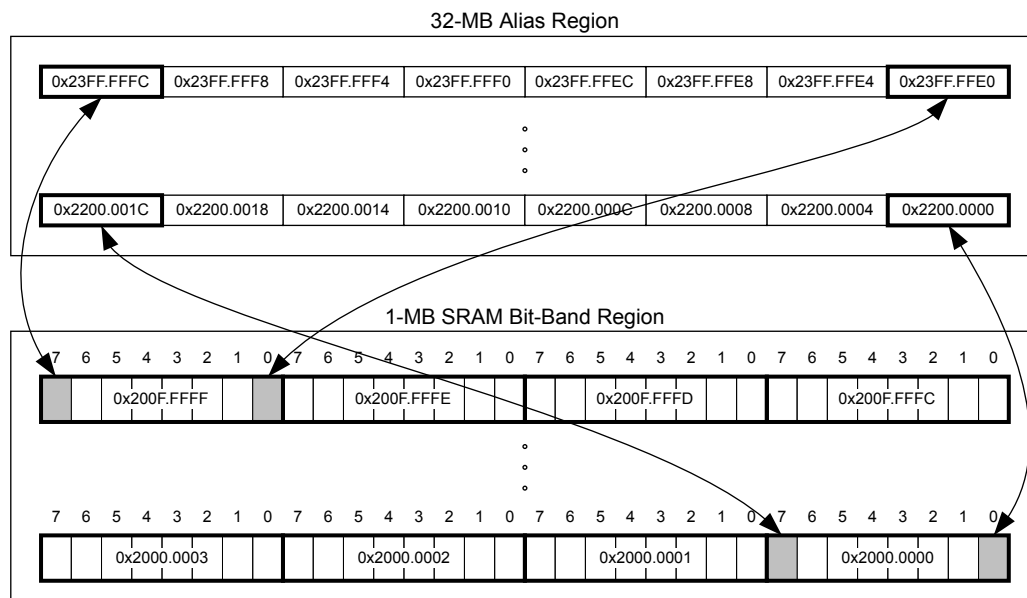 32-MB Alias Region
0x23FF.FFFC 0x23FF.FFF8 0x23FF.FFF4 0x23FF.FFF0 0x23FF.FFEC 0x23FF.FFE8 0x23FF.FFE4 0x23FF.FFE0
0x2200.001C 0x2200.0018 0x2200.0014 0x2200.0010 0x2200.000C 0x2200.0008 0x2200.0004 0x2200.0000
1-MB SRAM Bit-Band Region
7 6 5 4 3 2 1 0 7 6 5 4 3 2 1 0 7 6 5 4 3 2 1 0 7 6 5 4 3 2 1 0
0x200F.FFFF 0x200F.FFFE 0x200F.FFFD 0x200F.FFFC
7 6 5 4 3 2 1 0 7 6 5 4 3 2 1 0 7 6 5 4 3 2 1 0 7 6 5 4 3 2 1 0
0x2000.0003 0x2000.0002 0x2000.0001 0x2000.0000